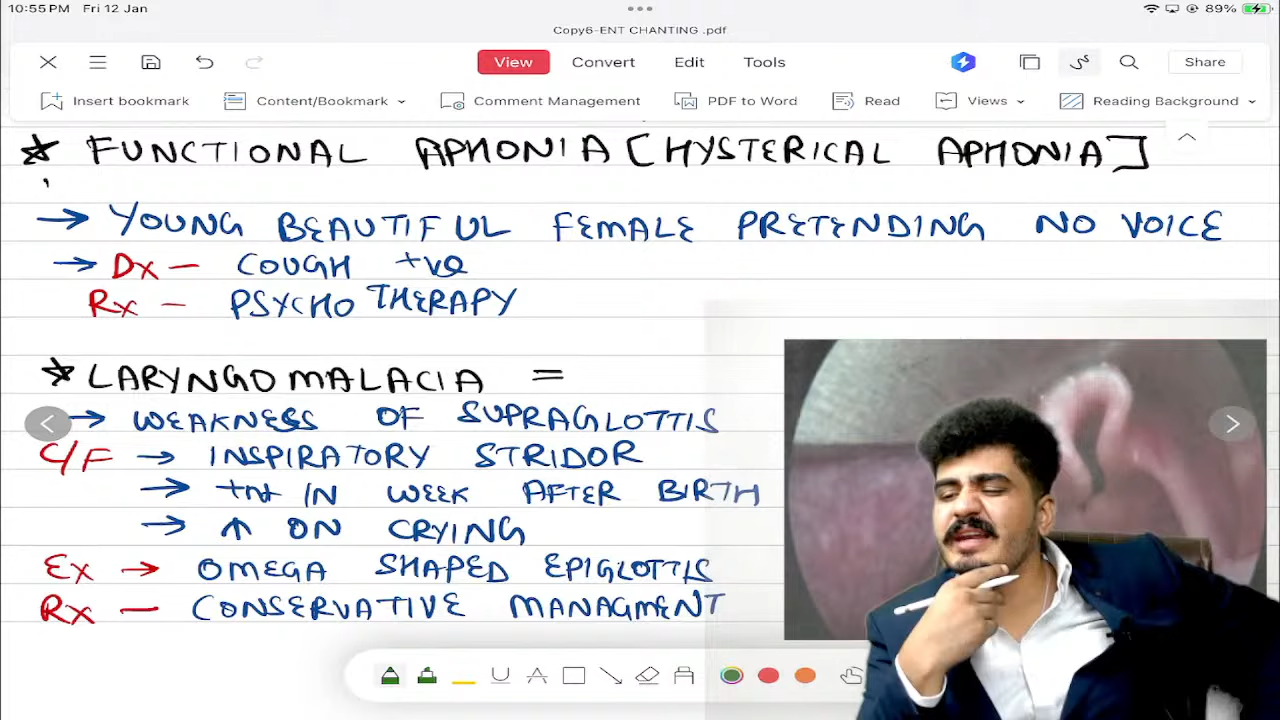 10:55 PM Fri 12 Jan
89%
Copy6-ENT CHANTING .pdf
View Convert Edit Tools Share
Insert bookmark Content/Bookmark Comment Management PDF to Word Read Views Reading Background
★ FUNCTIONAL APHONIA [HYSTERICAL APHONIA]
→ YOUNG BEAUTIFUL FEMALE PRETENDING NO VOICE
→ Dx - COUGH +ve
Rx - PSYCHOTHERAPY
★ LARYNGOMALACIA =
→ WEAKNESS OF SUPRAGLOTTIS
C/F → INSPIRATORY STRIDOR
→ +nt IN WEEK AFTER BIRTH
→ ↑ ON CRYING
Ex → OMEGA SHAPED EPIGLOTTIS
Rx - CONSERVATIVE MANAGMENT